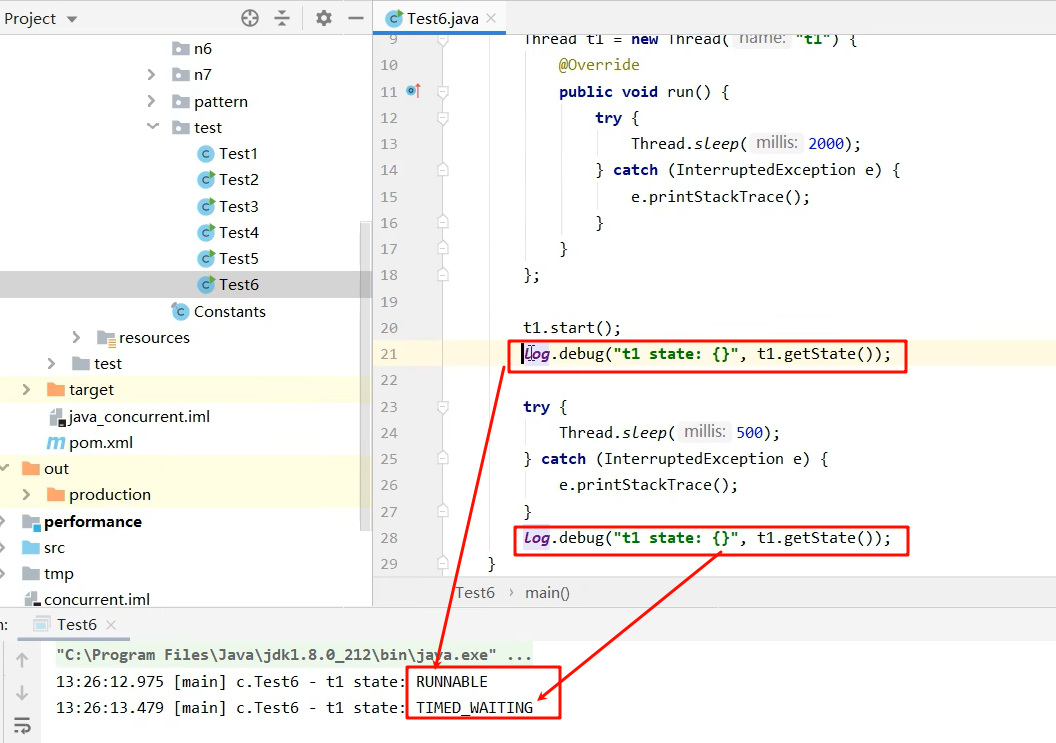 Project
Test6.java
n6
n7
pattern
test
Test1
Test2
Test3
Test4
Test5
Test6
Constants
resources
test
target
java_concurrent.iml
pom.xml
out
production
performance
src
tmp
concurrent.iml
9 Thread t1 = new Thread( name: "t1") {
10 @Override
11 public void run() {
12 try {
13 Thread.sleep( millis: 2000);
14 } catch (InterruptedException e) {
15 e.printStackTrace();
16 }
17 }
18 };
19
20 t1.start();
21 log.debug("t1 state: {}", t1.getState());
22
23 try {
24 Thread.sleep( millis: 500);
25 } catch (InterruptedException e) {
26 e.printStackTrace();
27 }
28 log.debug("t1 state: {}", t1.getState());
29 }
Test6 › main()
n: Test6
"C:\Program Files\Java\jdk1.8.0_212\bin\java.exe" ...
13:26:12.975 [main] c.Test6 - t1 state: RUNNABLE
13:26:13.479 [main] c.Test6 - t1 state: TIMED_WAITING